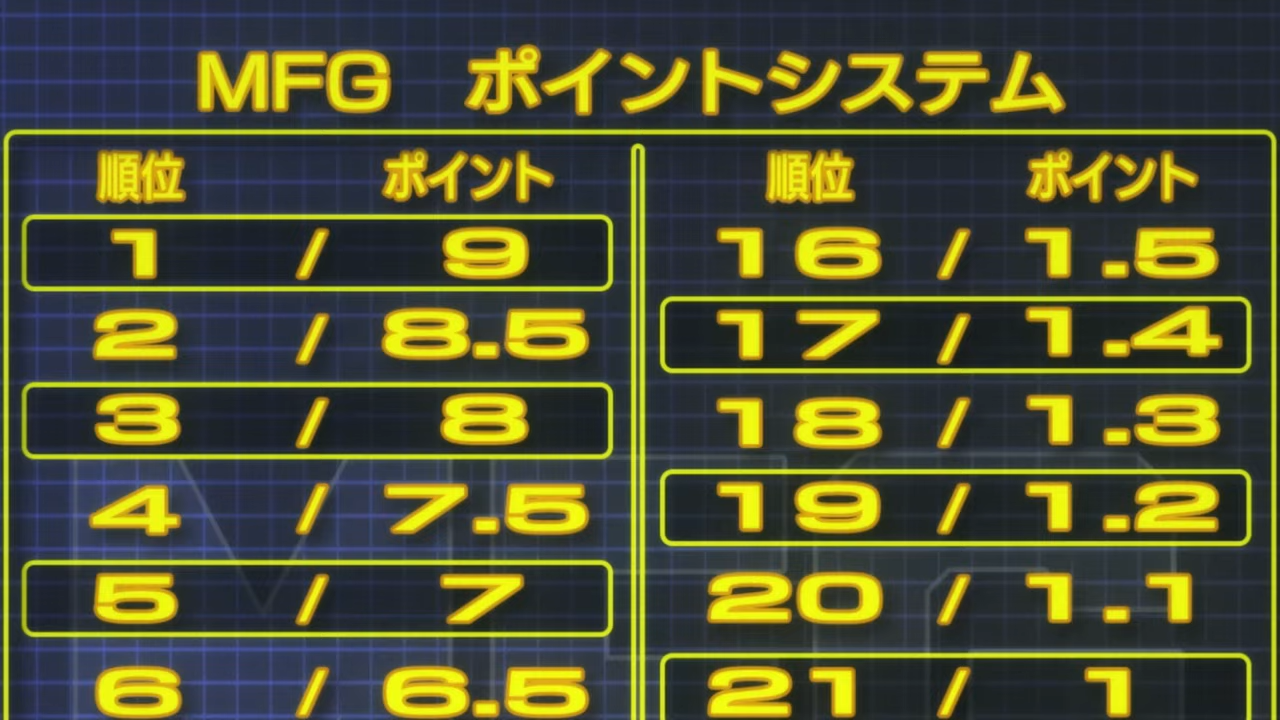 MFG ポイントシステム
順位 ポイント
1 / 9
2 / 8.5
3 / 8
4 / 7.5
5 / 7
6 / 6.5
順位 ポイント
16 / 1.5
17 / 1.4
18 / 1.3
19 / 1.2
20 / 1.1
21 / 1